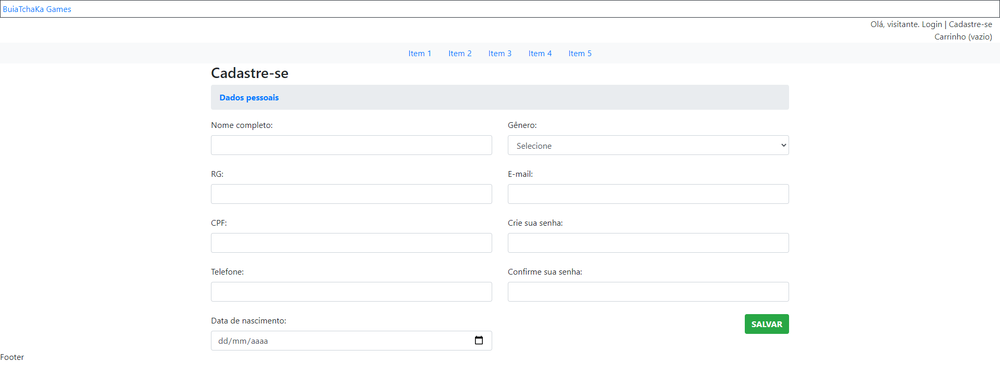 BuiaTchaKa Games
Olá, visitante. Login | Cadastre-se
Carrinho (vazio)
Item 1 Item 2 Item 3 Item 4 Item 5
Cadastre-se
Dados pessoais
Nome completo: Gênero:
Selecione
RG: E-mail:
CPF: Crie sua senha:
Telefone: Confirme sua senha:
Data de nascimento: SALVAR
dd/mm/aaaa
Footer